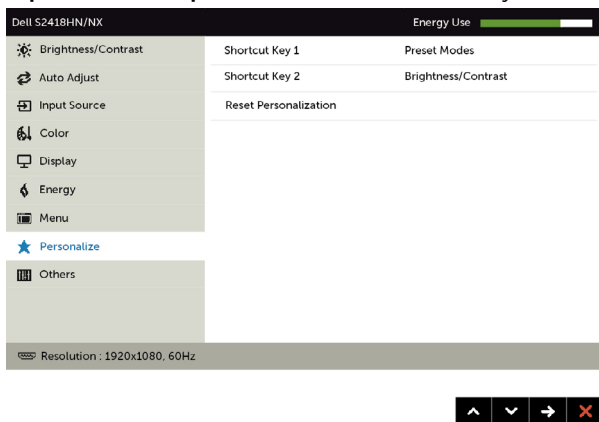 Dell S2418HN/NX Energy Use
Brightness/Contrast
Shortcut Key 1 Preset Modes
Auto Adjust
Shortcut Key 2 Brightness/Contrast
Input Source
Reset Personalization
Color
Display
Energy
Menu
Personalize
Others
Resolution : 1920x1080, 60Hz